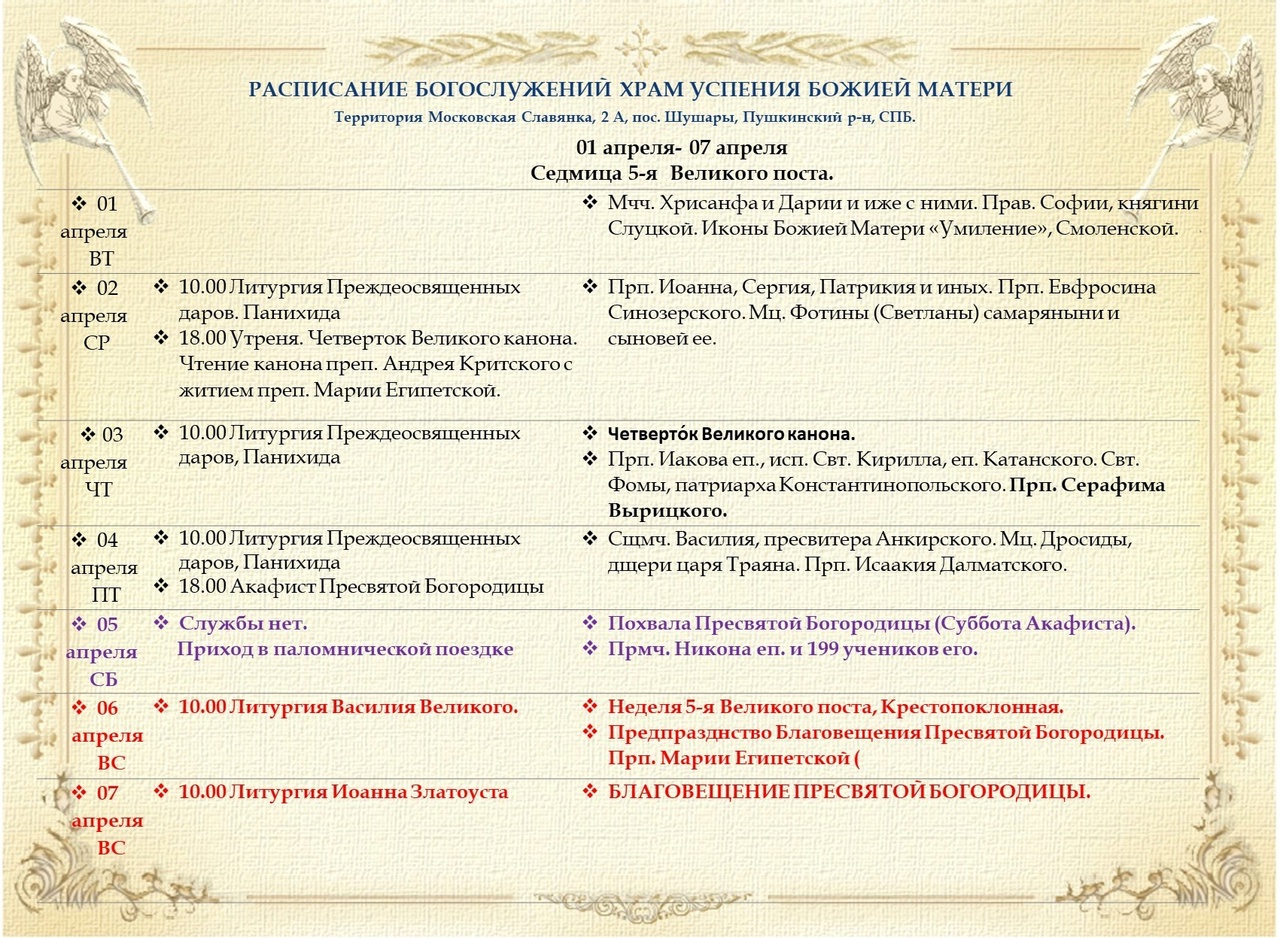 РАСПИСАНИЕ БОГОСЛУЖЕНИЙ ХРАМ УСПЕНИЯ БОЖИЕЙ МАТЕРИ
Территория Московская Славянка, 2 А, пос. Шушары, Пушкинский р-н, СПБ.
01 апреля- 07 апреля
Седмица 5-я Великого поста.
❖ 01
апреля
ВТ
❖ Мчч. Хрисанфа и Дарии и иже с ними. Прав. Софии, княгини
Слуцкой. Иконы Божией Матери «Умиление», Смоленской.
❖ 02
апреля
СР
❖ 10.00 Литургия Преждеосвященных
даров. Панихида
❖ 18.00 Утреня. Четверток Великого канона.
Чтение канона преп. Андрея Критского с
житием преп. Марии Египетской.
❖ Прп. Иоанна, Сергия, Патрикия и иных. Прп. Евфросина
Синозерского. Мц. Фотины (Светланы) самаряныни и
сыновей ее.
❖ 03
апреля
ЧТ
❖ 10.00 Литургия Преждеосвященных
даров, Панихида
❖ Четверто́к Великого канона.
❖ Прп. Иакова еп., исп. Свт. Кирилла, еп. Катанского. Свт.
Фомы, патриарха Константинопольского. Прп. Серафима
Вырицкого.
❖ 04
апреля
ПТ
❖ 10.00 Литургия Преждеосвященных
даров, Панихида
❖ 18.00 Акафист Пресвятой Богородицы
❖ Сщмч. Василия, пресвитера Анкирского. Мц. Дросиды,
дщери царя Траяна. Прп. Исаакия Далматского.
❖ 05
апреля
СБ
❖ Службы нет.
Приход в паломнической поездке
❖ Похвала Пресвятой Богородицы (Суббота Акафиста).
❖ Прмч. Никона еп. и 199 учеников его.
❖ 06
апреля
ВС
❖ 10.00 Литургия Василия Великого.
❖ Неделя 5-я Великого поста, Крестопоклонная.
❖ Предпразднство Благовещения Пресвятой Богородицы.
Прп. Марии Египетской (
❖ 07
апреля
ВС
❖ 10.00 Литургия Иоанна Златоуста
❖ БЛАГОВЕЩЕНИЕ ПРЕСВЯТОЙ БОГОРОДИЦЫ.